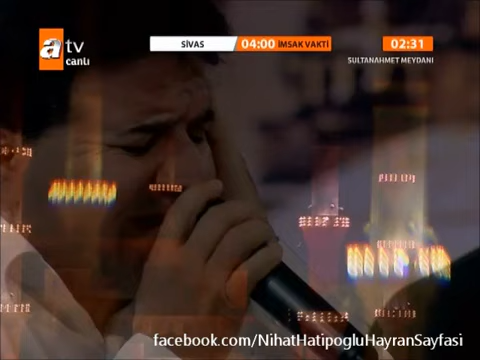 atv
canlı
SİVAS 04:00 İMSAK VAKTİ
02:31
SULTANAHMET MEYDANI
facebook.com/NihatHatipogluHayranSayfasi